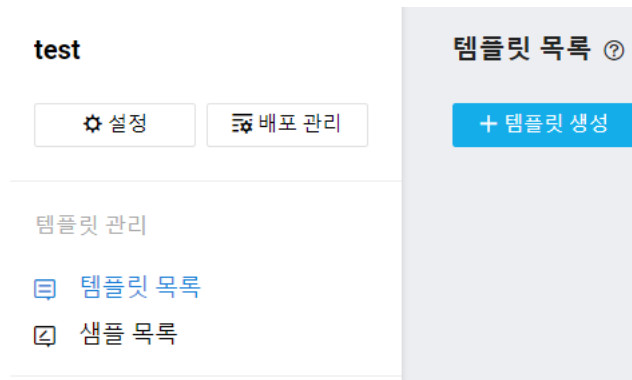 test
설정
배포 관리
템플릿 관리
템플릿 목록
샘플 목록
템플릿 목록 ?
+ 템플릿 생성